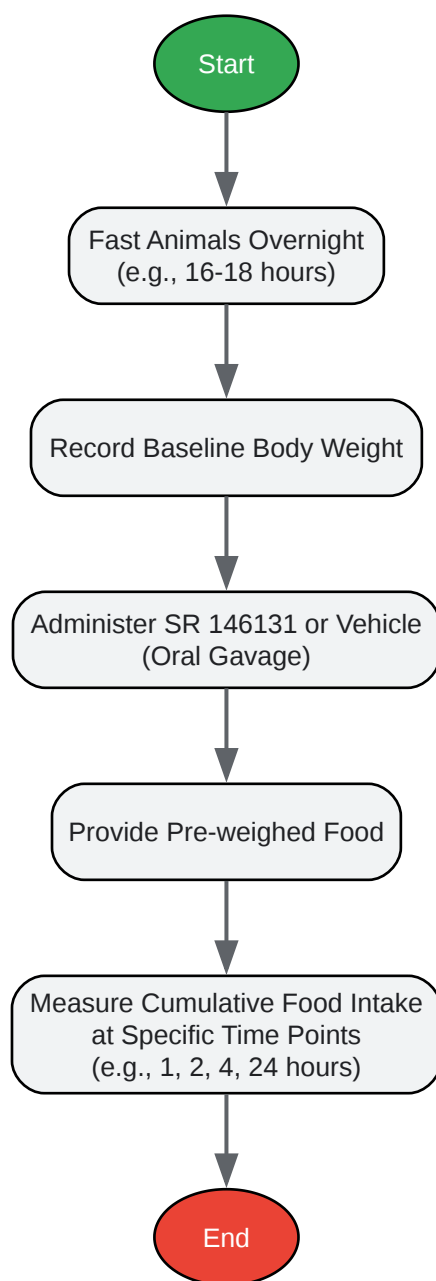 Start
Fast Animals Overnight
(e.g., 16-18 hours)
Record Baseline Body Weight
Administer SR 146131 or Vehicle
(Oral Gavage)
Provide Pre-weighed Food
Measure Cumulative Food Intake
at Specific Time Points
(e.g., 1, 2, 4, 24 hours)
End